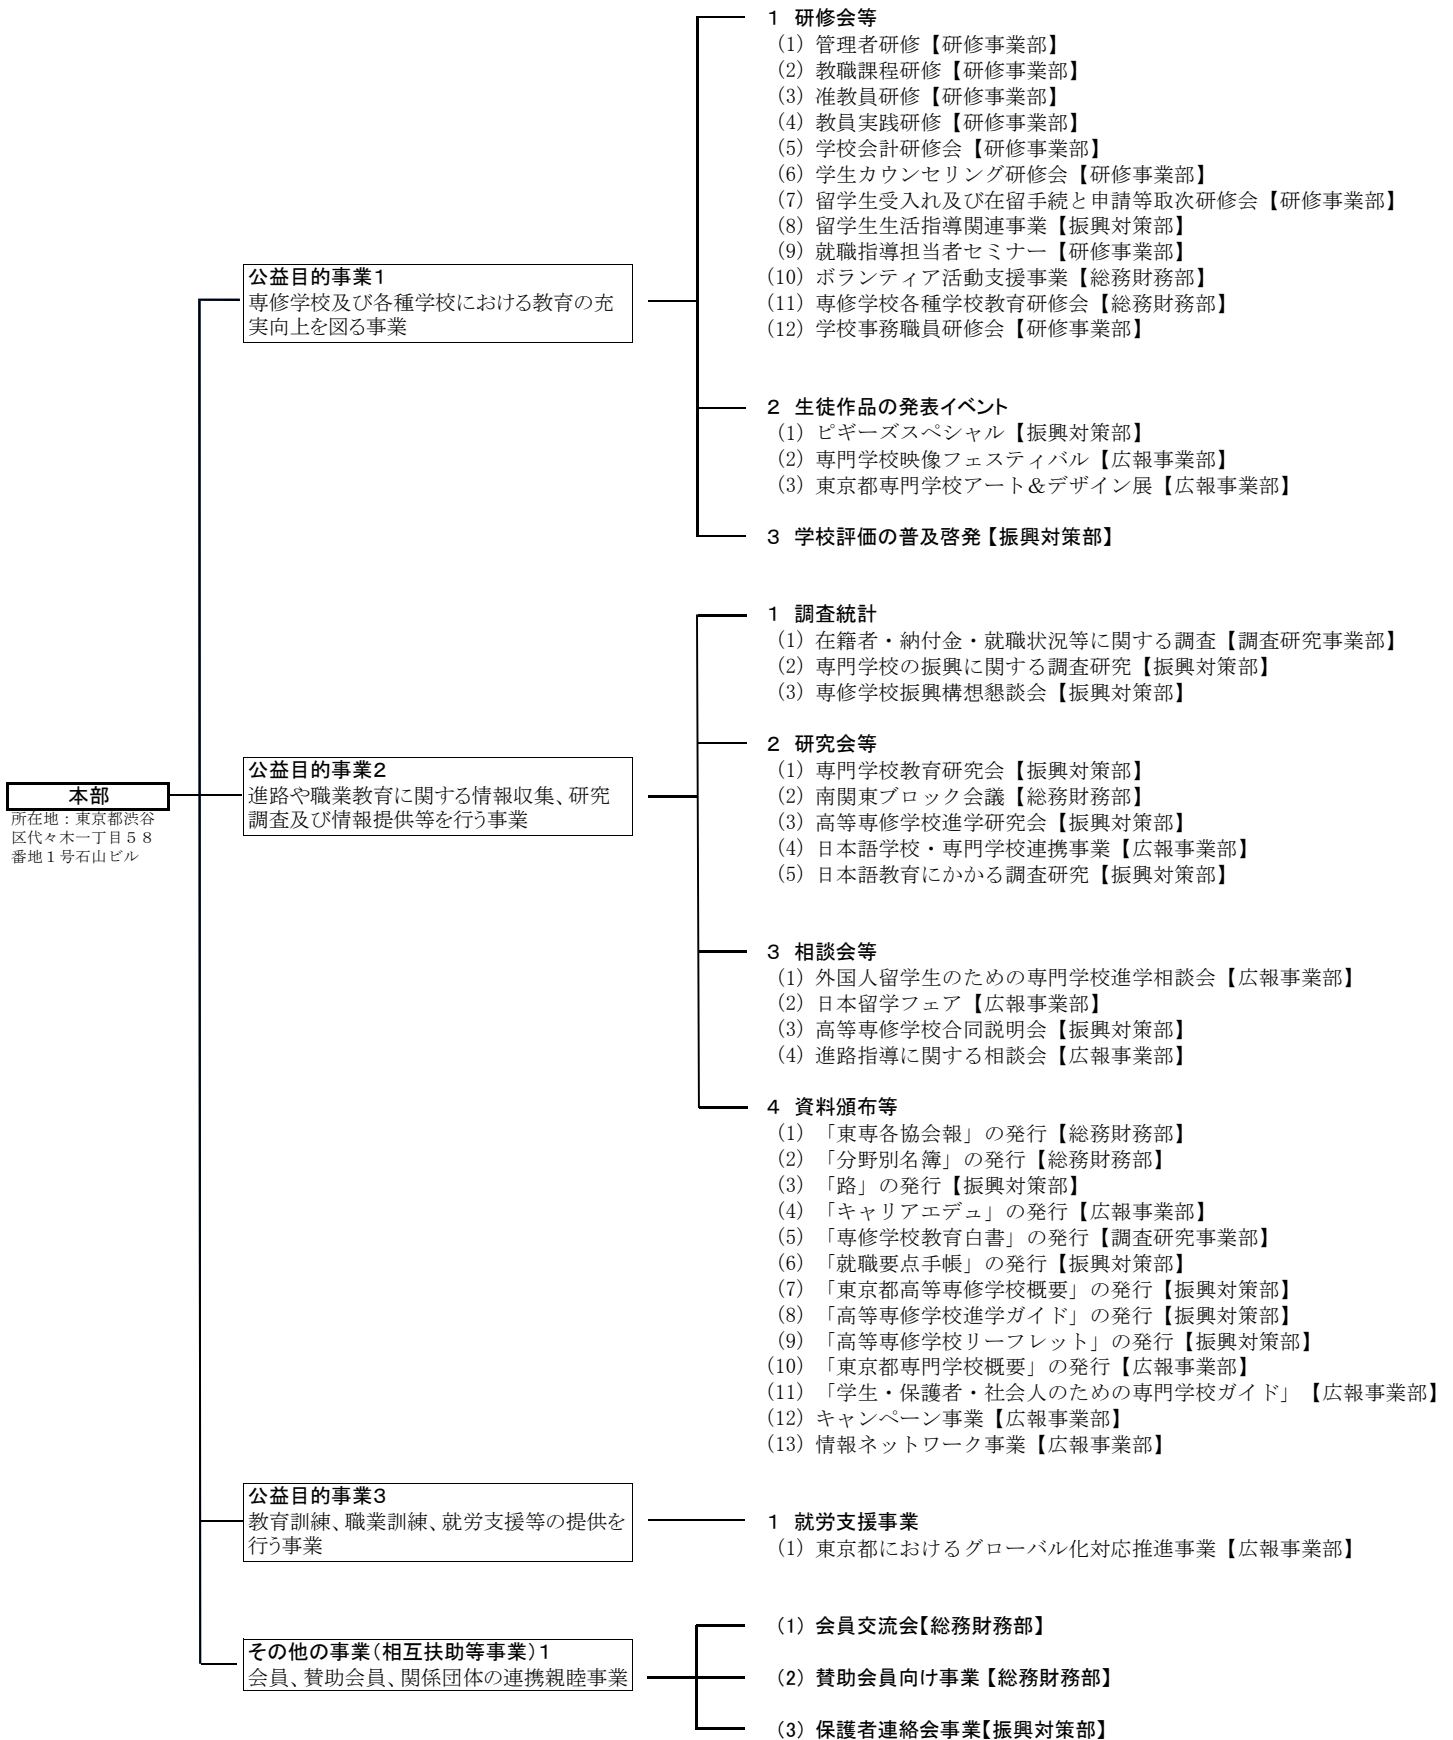 本部
所在地：東京都渋谷
区代々木一丁目５８
番地１号石山ビル
公益目的事業１
専修学校及び各種学校における教育の充
実向上を図る事業
１ 研修会等
(1) 管理者研修【研修事業部】
(2) 教職課程研修【研修事業部】
(3) 准教員研修【研修事業部】
(4) 教員実践研修【研修事業部】
(5) 学校会計研修会【研修事業部】
(6) 学生カウンセリング研修会【研修事業部】
(7) 留学生受入れ及び在留手続と申請等取次研修会【研修事業部】
(8) 留学生生活指導関連事業【振興対策部】
(9) 就職指導担当者セミナー【研修事業部】
(10) ボランティア活動支援事業【総務財務部】
(11) 専修学校各種学校教育研修会【総務財務部】
(12) 学校事務職員研修会【研修事業部】
２ 生徒作品の発表イベント
(1) ピギーズスペシャル【振興対策部】
(2) 専門学校映像フェスティバル【広報事業部】
(3) 東京都専門学校アート＆デザイン展【広報事業部】
３ 学校評価の普及啓発【振興対策部】
公益目的事業２
進路や職業教育に関する情報収集、研究
調査及び情報提供等を行う事業
１ 調査統計
(1) 在籍者・納付金・就職状況等に関する調査【調査研究事業部】
(2) 専門学校の振興に関する調査研究【振興対策部】
(3) 専修学校振興構想懇談会【振興対策部】
２ 研究会等
(1) 専門学校教育研究会【振興対策部】
(2) 南関東ブロック会議【総務財務部】
(3) 高等専修学校進学研究会【振興対策部】
(4) 日本語学校・専門学校連携事業【広報事業部】
(5) 日本語教育にかかる調査研究【振興対策部】
３ 相談会等
(1) 外国人留学生のための専門学校進学相談会【広報事業部】
(2) 日本留学フェア【広報事業部】
(3) 高等専修学校合同説明会【振興対策部】
(4) 進路指導に関する相談会【広報事業部】
４ 資料頒布等
(1) 「東専各協会報」の発行【総務財務部】
(2) 「分野別名簿」の発行【総務財務部】
(3) 「路」の発行【振興対策部】
(4) 「キャリアエデュ」の発行【広報事業部】
(5) 「専修学校教育白書」の発行【調査研究事業部】
(6) 「就職要点手帳」の発行【振興対策部】
(7) 「東京都高等専修学校概要」の発行【振興対策部】
(8) 「高等専修学校進学ガイド」の発行【振興対策部】
(9) 「高等専修学校リーフレット」の発行【振興対策部】
(10) 「東京都専門学校概要」の発行【広報事業部】
(11) 「学生・保護者・社会人のための専門学校ガイド」【広報事業部】
(12) キャンペーン事業【広報事業部】
(13) 情報ネットワーク事業【広報事業部】
公益目的事業３
教育訓練、職業訓練、就労支援等の提供を
行う事業
１ 就労支援事業
(1) 東京都におけるグローバル化対応推進事業【広報事業部】
その他の事業（相互扶助等事業）１
会員、賛助会員、関係団体の連携親睦事業
(1) 会員交流会【総務財務部】
(2) 賛助会員向け事業【総務財務部】
(3) 保護者連絡会事業【振興対策部】